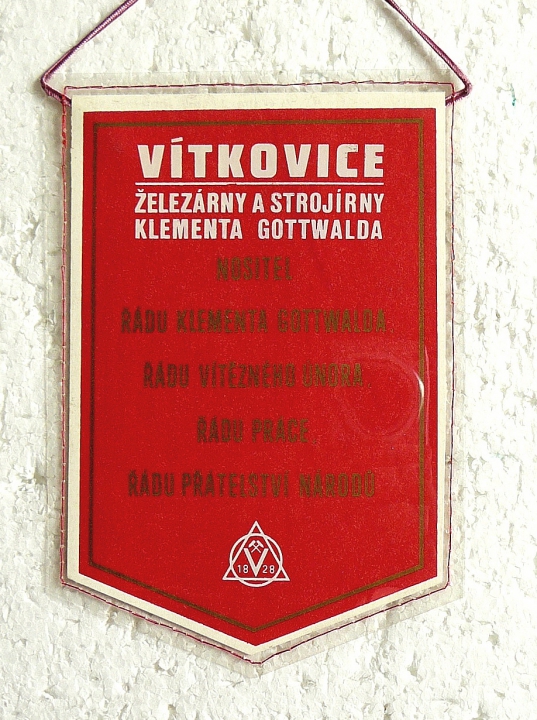 VÍTKOVICE
ŽELEZÁRNY A STROJÍRNY
KLEMENTA GOTTWALDA
NOSITEL
ŘÁDU KLEMENTA GOTTWALDA,
ŘÁDU VÍTĚZNÉHO ÚNORA,
ŘÁDU PRÁCE,
ŘÁDU PŘÁTELSTVÍ NÁRODŮ
18 V 28